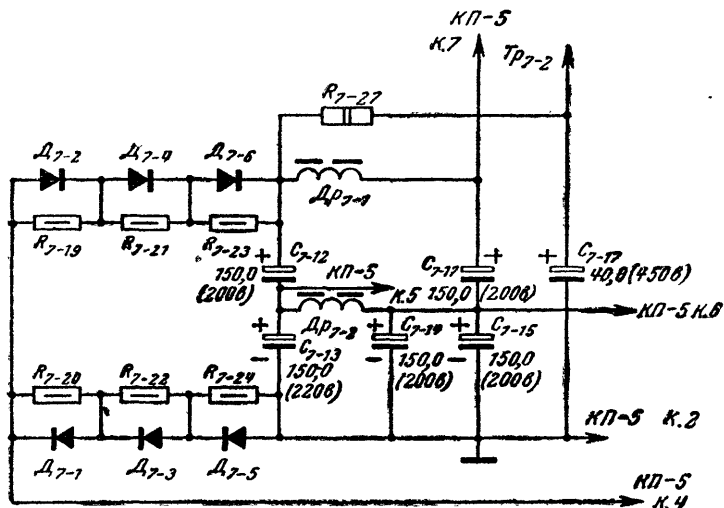 КП-5
К.7
Тр7-2
R7-27
Д7-2 Д7-4 Д7-6
Др7-1
R7-19 R7-21 R7-23
+ C7-12
150,0
(200в)
КП-5
К.5
C7-11 +
150,0 (200в)
+ C7-17
40,0 (450в)
КП-5 К.6
Др7-2
+ C7-13 -
150,0
(220в)
+ C7-14 -
150,0
(200в)
+ C7-15 -
150,0
(200в)
R7-20 R7-22 R7-24
КП-5 К.2
Д7-1 Д7-3 Д7-5
КП-5
К.4